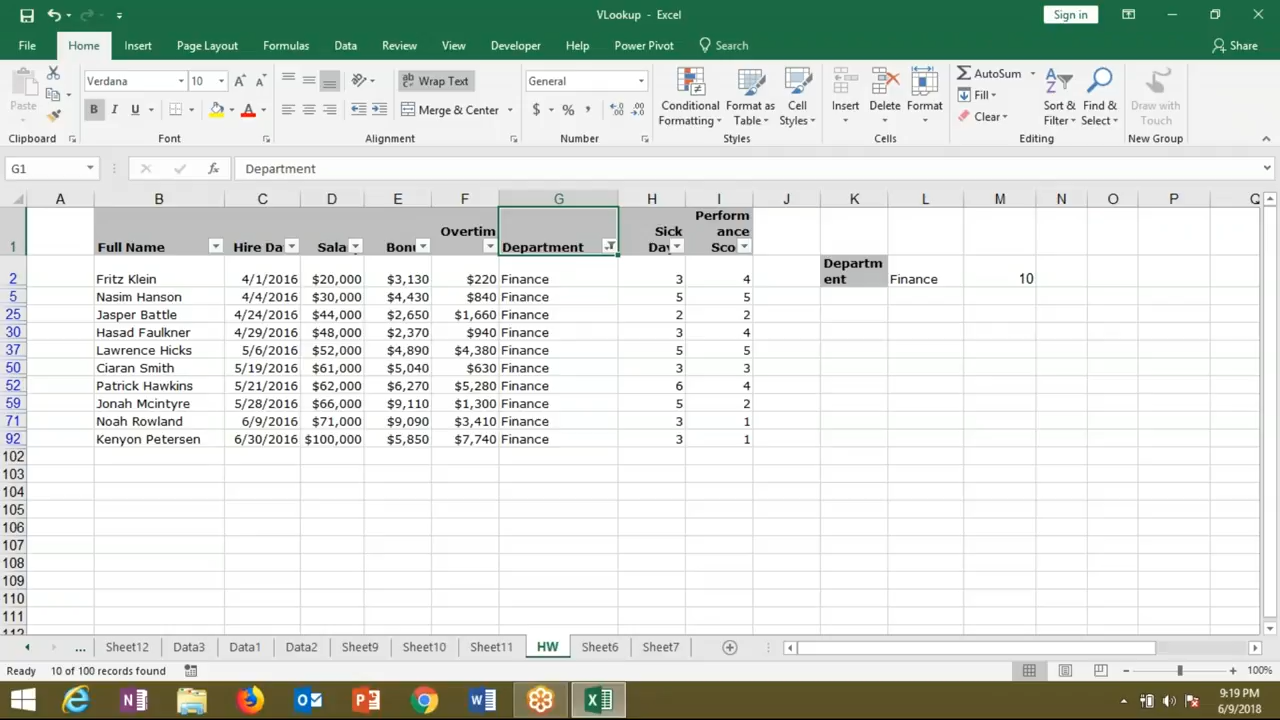 VLookup - Excel
Sign in
File Home Insert Page Layout Formulas Data Review View Developer Help Power Pivot Search Share
Paste Verdana 10 Wrap Text General AutoSum
Conditional Format as Cell Insert Delete Format Fill Sort & Find & Draw with
B I U Merge & Center $ % , Formatting Table Styles Clear Filter Select Touch
Clipboard Font Alignment Number Styles Cells Editing New Group
G1 fx Department
A B C D E F G H I J K L M N O P Q
1 Full Name Hire Da Sala Bon Overtim Department Sick Day Perform ance Sco
2 Fritz Klein 4/1/2016 $20,000 $3,130 $220 Finance 3 4 Departm ent Finance 10
5 Nasim Hanson 4/4/2016 $30,000 $4,430 $840 Finance 5 5
25 Jasper Battle 4/24/2016 $44,000 $2,650 $1,660 Finance 2 2
30 Hasad Faulkner 4/29/2016 $48,000 $2,370 $940 Finance 3 4
37 Lawrence Hicks 5/6/2016 $52,000 $4,890 $4,380 Finance 5 5
50 Ciaran Smith 5/19/2016 $61,000 $5,040 $630 Finance 3 3
52 Patrick Hawkins 5/21/2016 $62,000 $6,270 $5,280 Finance 6 4
59 Jonah Mcintyre 5/28/2016 $66,000 $9,110 $1,300 Finance 5 2
71 Noah Rowland 6/9/2016 $71,000 $9,090 $3,410 Finance 3 1
92 Kenyon Petersen 6/30/2016 $100,000 $5,850 $7,740 Finance 3 1
102
103
104
105
106
107
108
109
110
111
112
... Sheet12 Data3 Data1 Data2 Sheet9 Sheet10 Sheet11 HW Sheet6 Sheet7
Ready 10 of 100 records found 100%
9:19 PM
6/9/2018